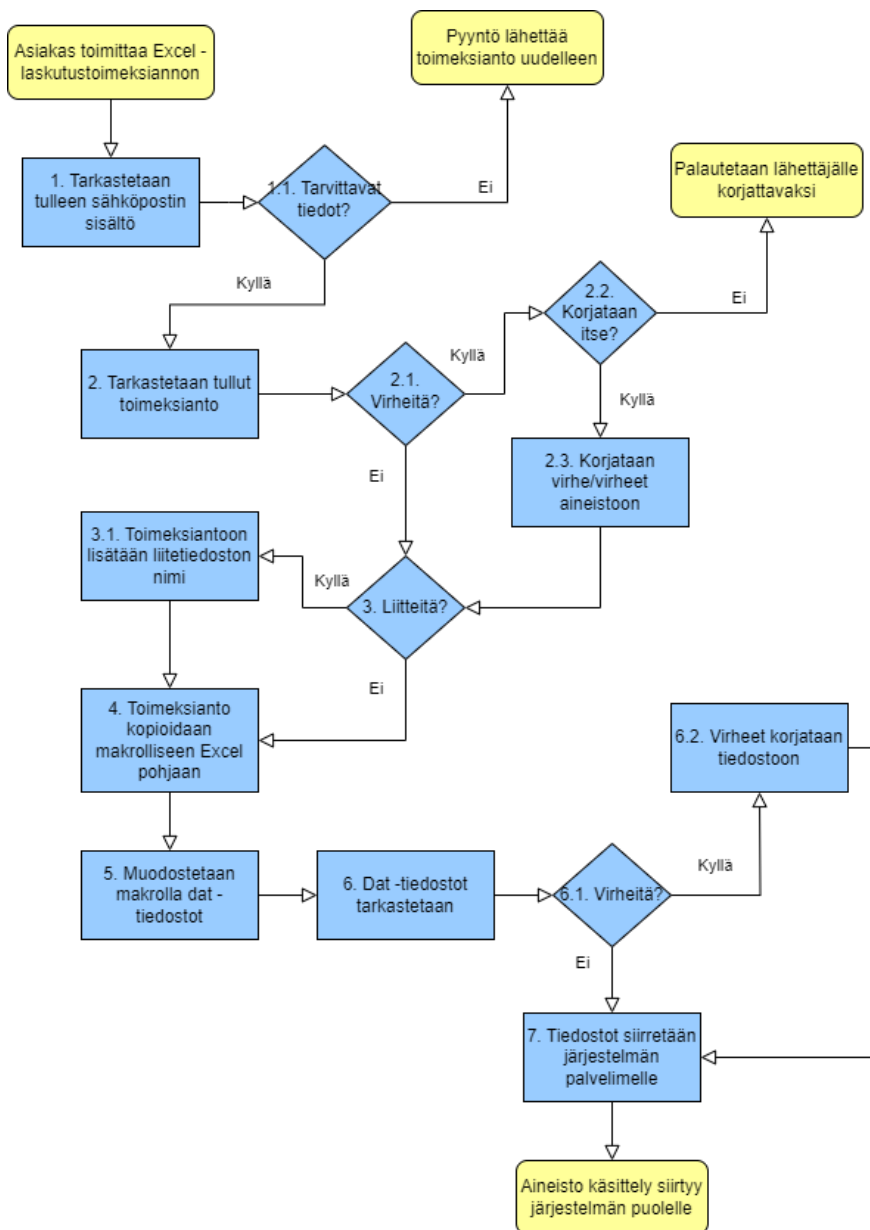 Asiakas toimittaa Excel -
laskutustoimeksiannon
Pyyntö lähettää
toimeksianto uudelleen
1. Tarkastetaan
tulleen sähköpostin
sisältö
1.1. Tarvittavat
tiedot?
Ei
Palautetaan lähettäjälle
korjattavaksi
Kyllä
2.2.
Korjataan
itse?
Ei
2. Tarkastetaan tullut
toimeksianto
2.1.
Virheitä?
Kyllä
Kyllä
2.3. Korjataan
virhe/virheet
aineistoon
Ei
3.1. Toimeksiantoon
lisätään liitetiedoston
nimi
Kyllä
3. Liitteitä?
Ei
4. Toimeksianto
kopioidaan
makrolliseen Excel
pohjaan
6.2. Virheet korjataan
tiedostoon
5. Muodostetaan
makrolla dat -
tiedostot
6. Dat -tiedostot
tarkastetaan
6.1. Virheitä?
Kyllä
Ei
7. Tiedostot siirretään
järjestelmän
palvelimelle
Aineisto käsittely siirtyy
järjestelmän puolelle